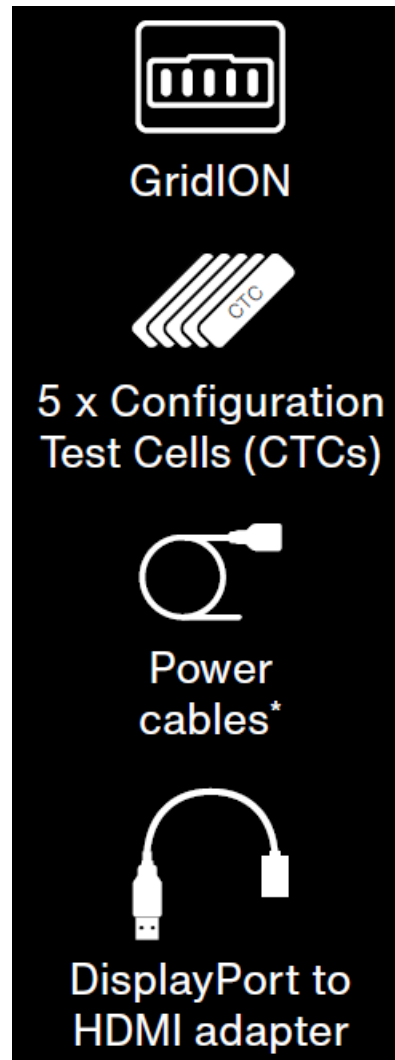 GridION
CTC
5 x Configuration
Test Cells (CTCs)
Power
cables*
DisplayPort to
HDMI adapter